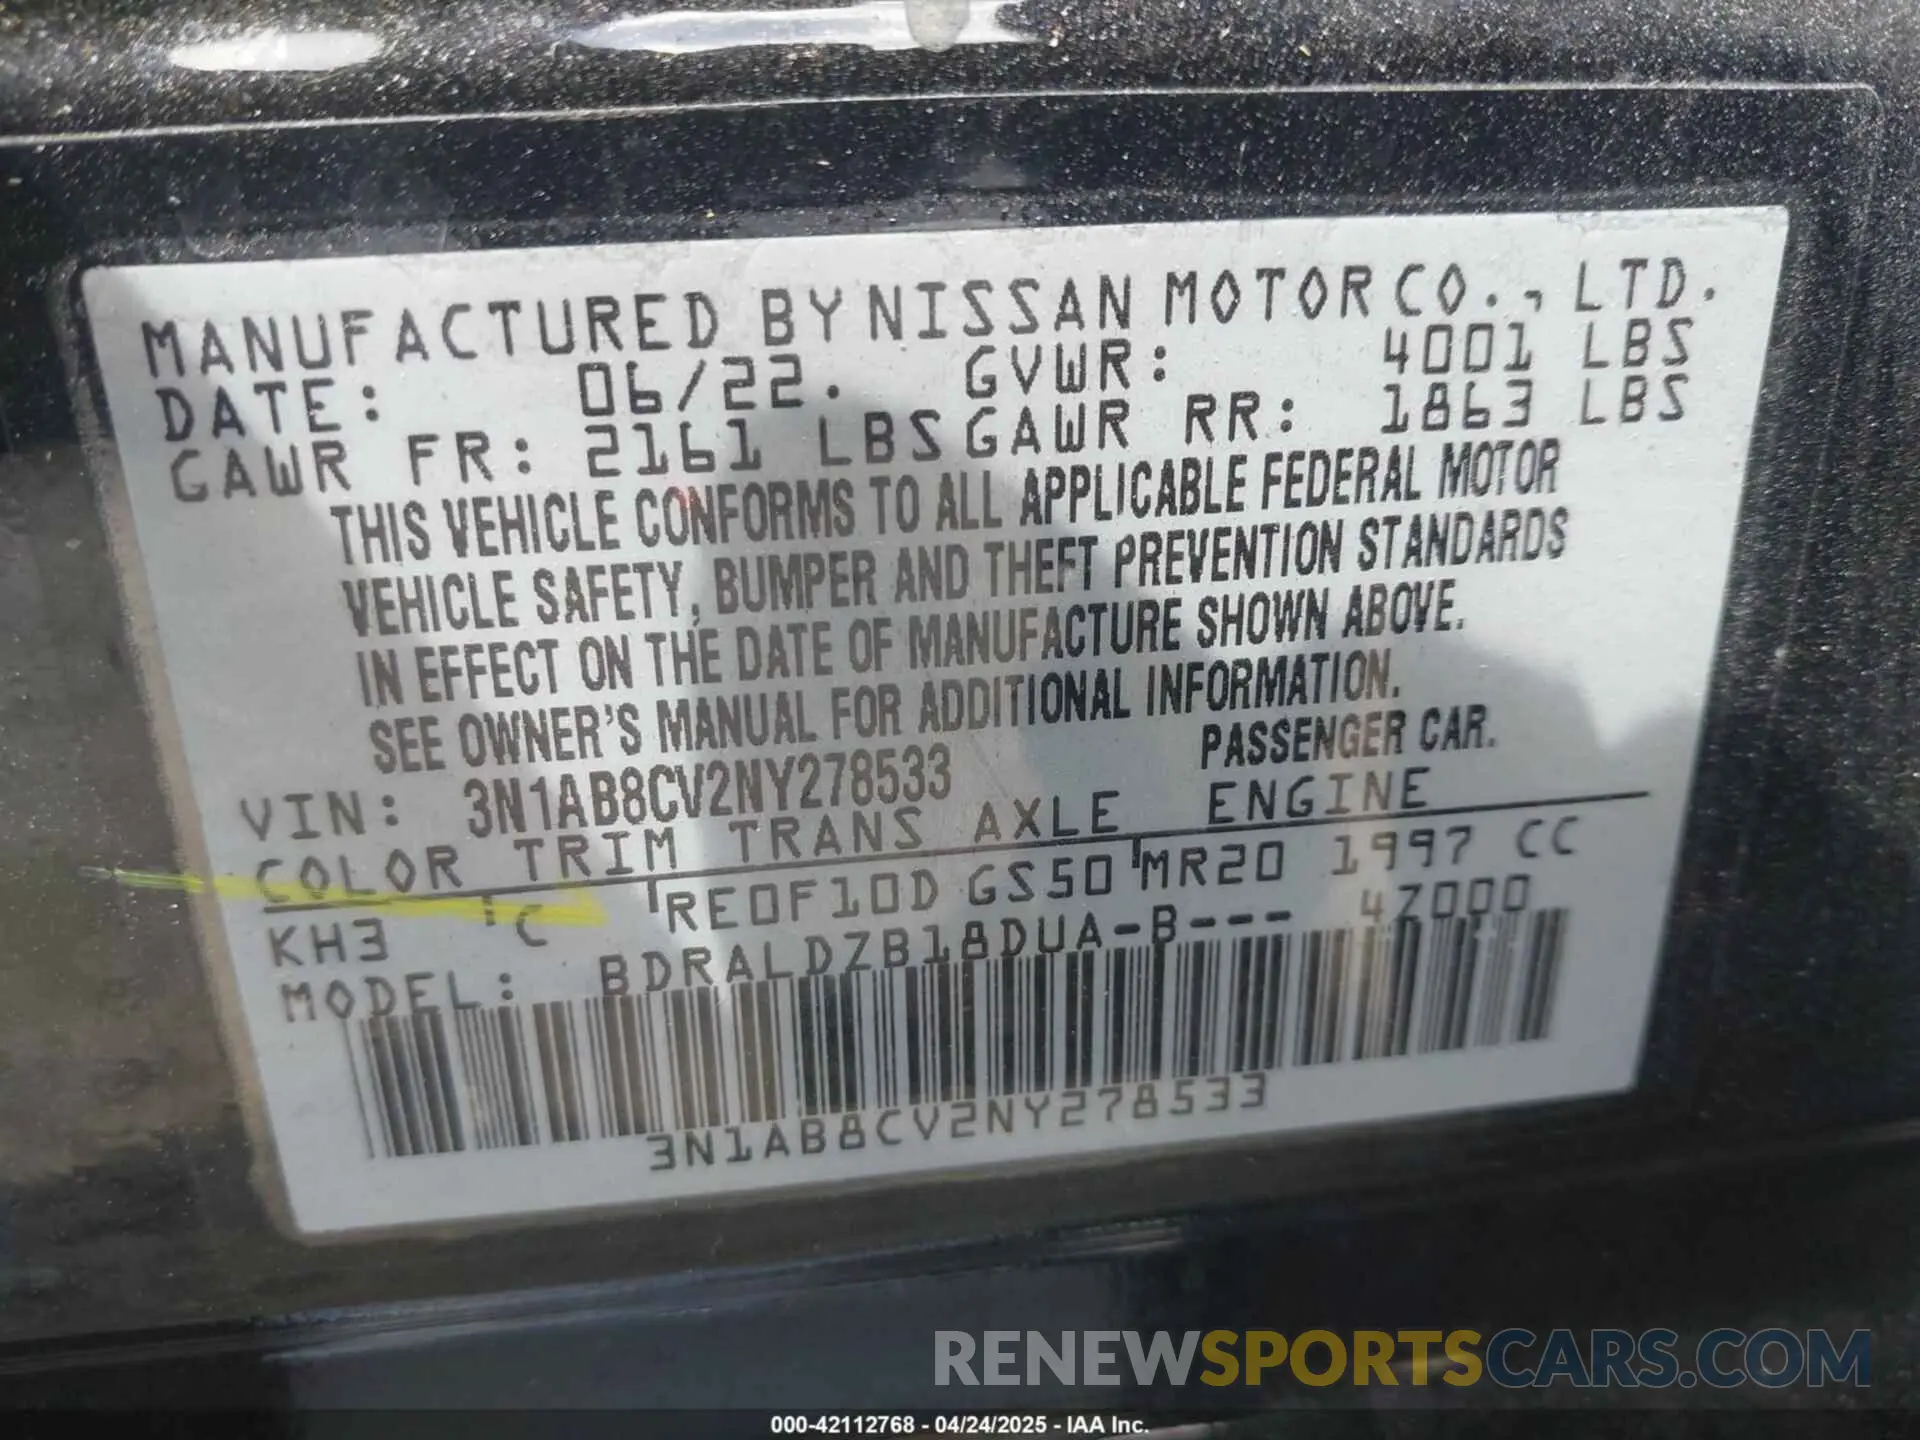 MANUFACTURED BY NISSAN MOTOR CO., LTD.
DATE: 06/22. GVWR: 4001 LBS
GAWR FR: 2161 LBS GAWR RR: 1863 LBS
THIS VEHICLE CONFORMS TO ALL APPLICABLE FEDERAL MOTOR
VEHICLE SAFETY, BUMPER AND THEFT PREVENTION STANDARDS
IN EFFECT ON THE DATE OF MANUFACTURE SHOWN ABOVE.
SEE OWNER'S MANUAL FOR ADDITIONAL INFORMATION.
VIN: 3N1AB8CV2NY278533 PASSENGER CAR.
COLOR TRIM TRANS AXLE ENGINE
KH3 C RE0F10D GS50 MR20 1997 CC
MODEL: BDRALDZB18DUA-B--- 4Z000
3N1AB8CV2NY278533
RENEWSPORTSCARS.COM
000-42112768 - 04/24/2025 - IAA Inc.